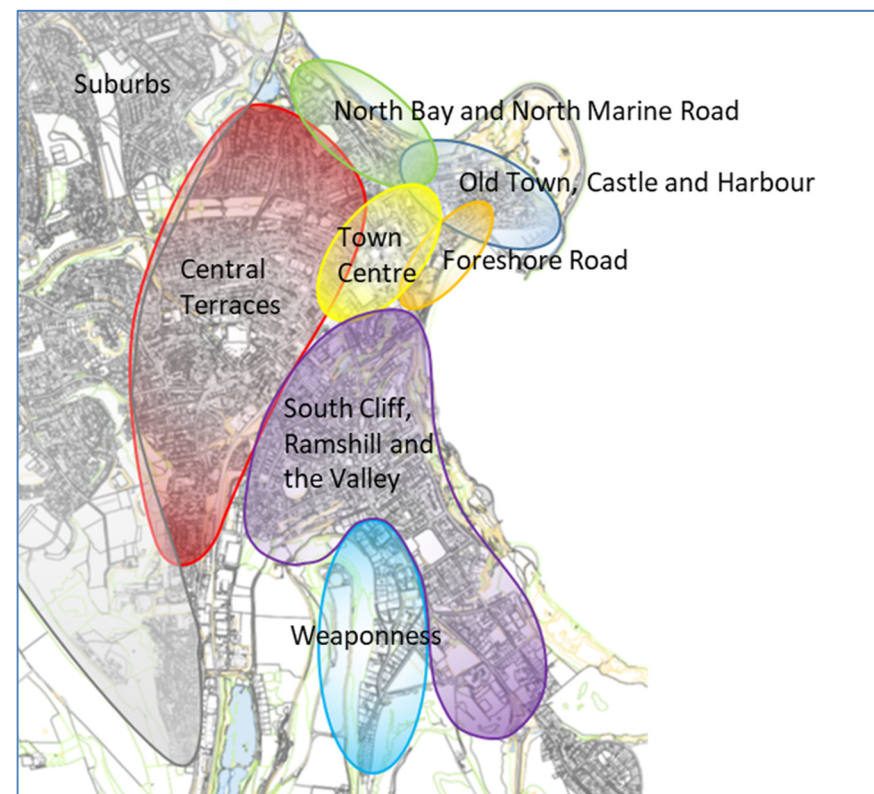 Suburbs
North Bay and North Marine Road
Old Town, Castle and Harbour
Town
Centre
Foreshore Road
Central
Terraces
South Cliff,
Ramshill and
the Valley
Weaponness